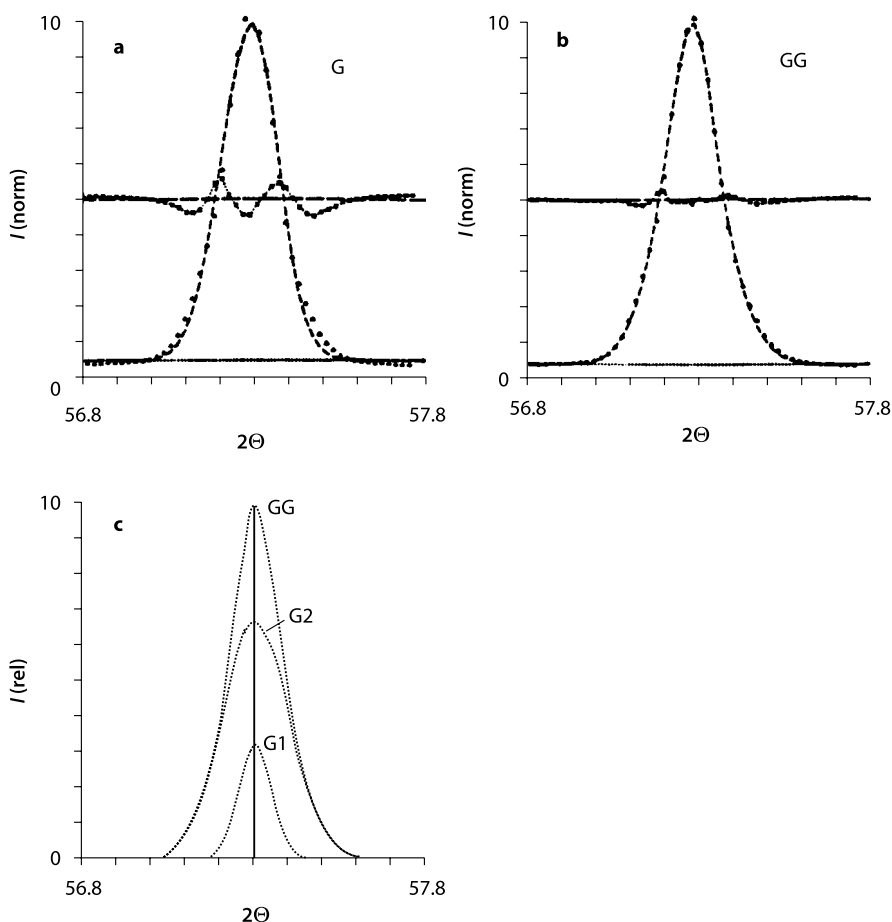 10
a
G
I (norm)
0
56.8
57.8
2Θ
10
b
GG
I (norm)
0
56.8
57.8
2Θ
10
c
GG
G2
G1
I (rel)
0
56.8
57.8
2Θ